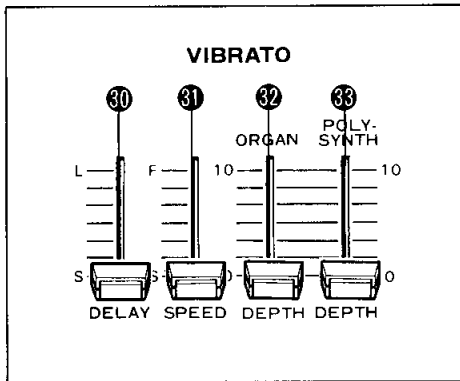 VIBRATO
30 31 32 33
ORGAN POLY-
SYNTH
L F 10 10
S S 0 0
DELAY SPEED DEPTH DEPTH